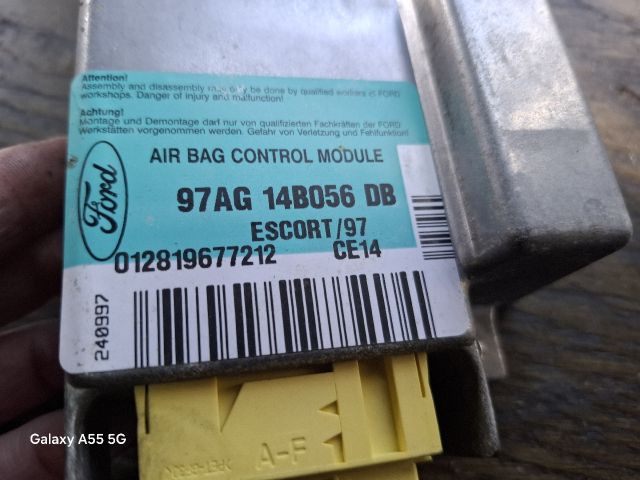 Attention!
Assembly and disassembly may only be done by qualified workers of FORD
workshops. Danger of injury and malfunction!
Achtung!
Montage und Demontage darf nur von qualifizierten Fachkräften der FORD
Werkstätten vorgenommen werden. Gefahr von Verletzung und Fehlfunktion!
Ford
AIR BAG CONTROL MODULE
97AG 14B056 DB
ESCORT/97
012819677212 CE14
240997
A-F
Galaxy A55 5G